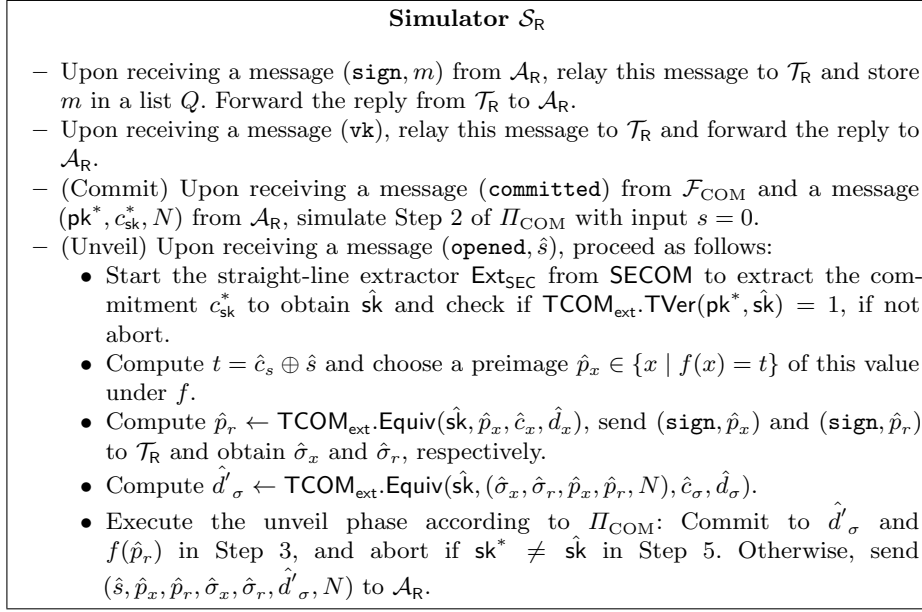 Simulator 𝒮_R
– Upon receiving a message (sign, m) from 𝒜_R, relay this message to 𝒯_R and store
m in a list Q. Forward the reply from 𝒯_R to 𝒜_R.
– Upon receiving a message (vk), relay this message to 𝒯_R and forward the reply to
𝒜_R.
– (Commit) Upon receiving a message (committed) from ℱ_COM and a message
(pk*, c*_sk, N) from 𝒜_R, simulate Step 2 of Π_COM with input s = 0.
– (Unveil) Upon receiving a message (opened, ŝ), proceed as follows:
• Start the straight-line extractor Ext_SEC from SECOM to extract the com-
mitment c*_sk to obtain sk̂ and check if TCOM_ext.TVer(pk*, sk̂) = 1, if not
abort.
• Compute t = ĉ_s ⊕ ŝ and choose a preimage p̂_x ∈ {x | f(x) = t} of this value
under f.
• Compute p̂_r ← TCOM_ext.Equiv(sk̂, p̂_x, ĉ_x, d̂_x), send (sign, p̂_x) and (sign, p̂_r)
to 𝒯_R and obtain σ̂_x and σ̂_r, respectively.
• Compute d̂'_σ ← TCOM_ext.Equiv(sk̂, (σ̂_x, σ̂_r, p̂_x, p̂_r, N), ĉ_σ, d̂_σ).
• Execute the unveil phase according to Π_COM: Commit to d̂'_σ and
f(p̂_r) in Step 3, and abort if sk* ≠ sk̂ in Step 5. Otherwise, send
(ŝ, p̂_x, p̂_r, σ̂_x, σ̂_r, d̂'_σ, N) to 𝒜_R.